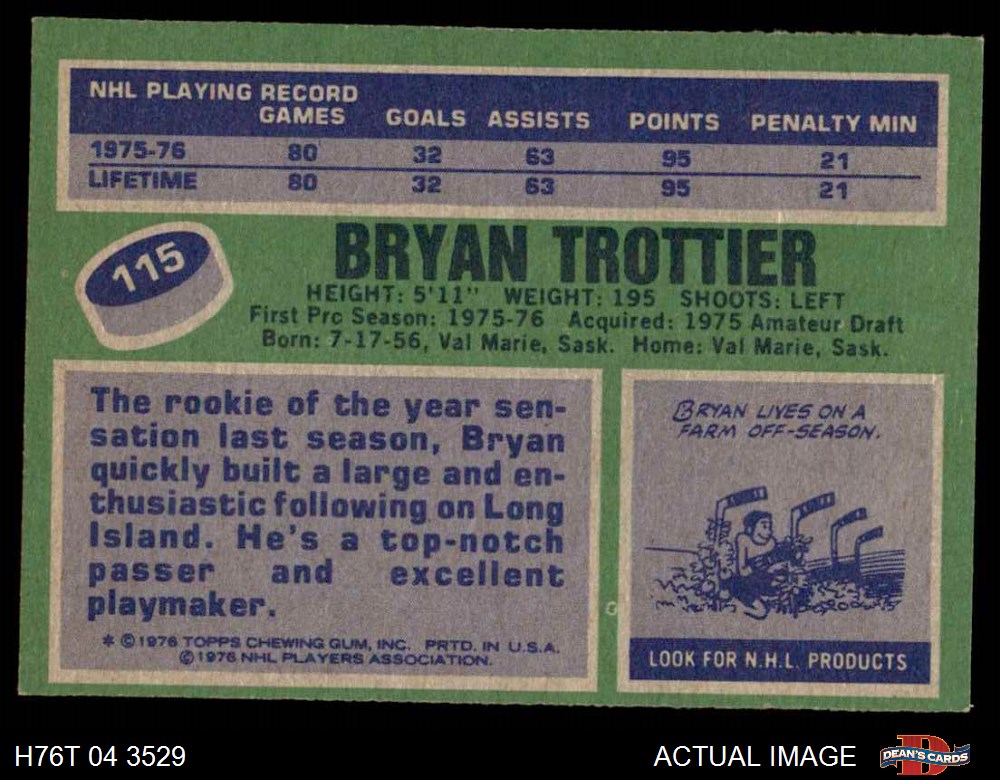 NHL PLAYING RECORD
GAMES GOALS ASSISTS POINTS PENALTY MIN
1975-76 80 32 63 95 21
LIFETIME 80 32 63 95 21
115
BRYAN TROTTIER
HEIGHT: 5'11" WEIGHT: 195 SHOOTS: LEFT
First Pro Season: 1975-76 Acquired: 1975 Amateur Draft
Born: 7-17-56, Val Marie, Sask. Home: Val Marie, Sask.
The rookie of the year sen-
sation last season, Bryan
quickly built a large and en-
thusiastic following on Long
Island. He's a top-notch
passer and excellent
playmaker.
* ©1976 TOPPS CHEWING GUM, INC. PRTD. IN U.S.A.
©1976 NHL PLAYERS ASSOCIATION.
BRYAN LIVES ON A
FARM OFF-SEASON.
LOOK FOR N.H.L. PRODUCTS
H76T 04 3529
ACTUAL IMAGE
D
DEAN'S CARDS